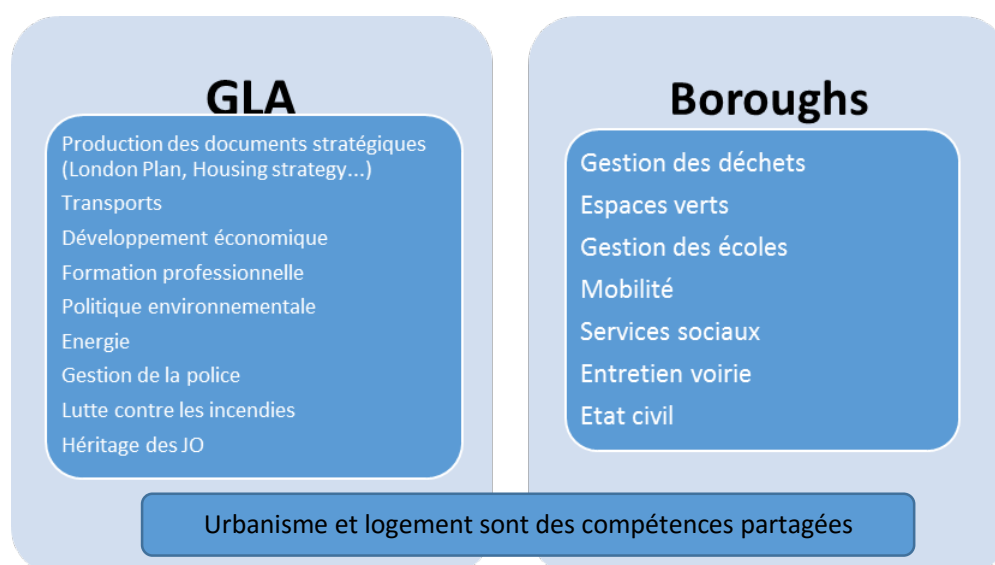 GLA
Production des documents stratégiques
(London Plan, Housing strategy...)
Transports
Développement économique
Formation professionnelle
Politique environnementale
Energie
Gestion de la police
Lutte contre les incendies
Héritage des JO
Boroughs
Gestion des déchets
Espaces verts
Gestion des écoles
Mobilité
Services sociaux
Entretien voirie
Etat civil
Urbanisme et logement sont des compétences partagées